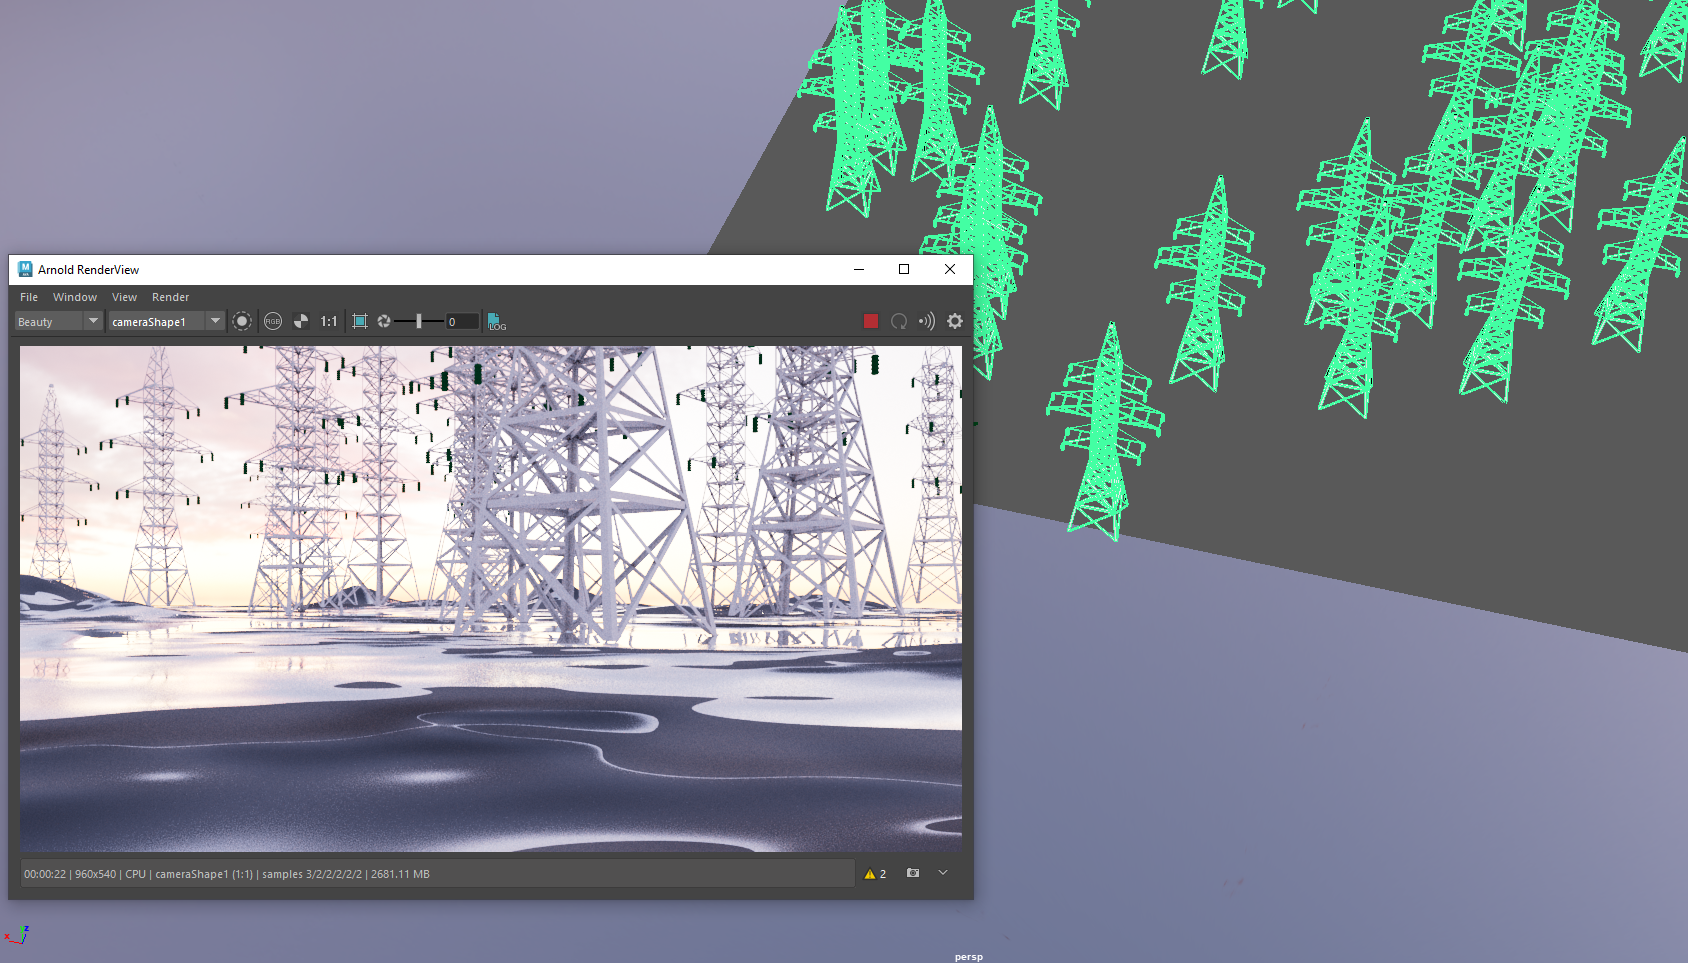 Arnold RenderView
File Window View Render
Beauty cameraShape1 RGB 1:1 0 LOG
00:00:22 | 960x540 | CPU | cameraShape1 (1:1) | samples 3/2/2/2/2/2 | 2681.11 MB 2
x z
persp